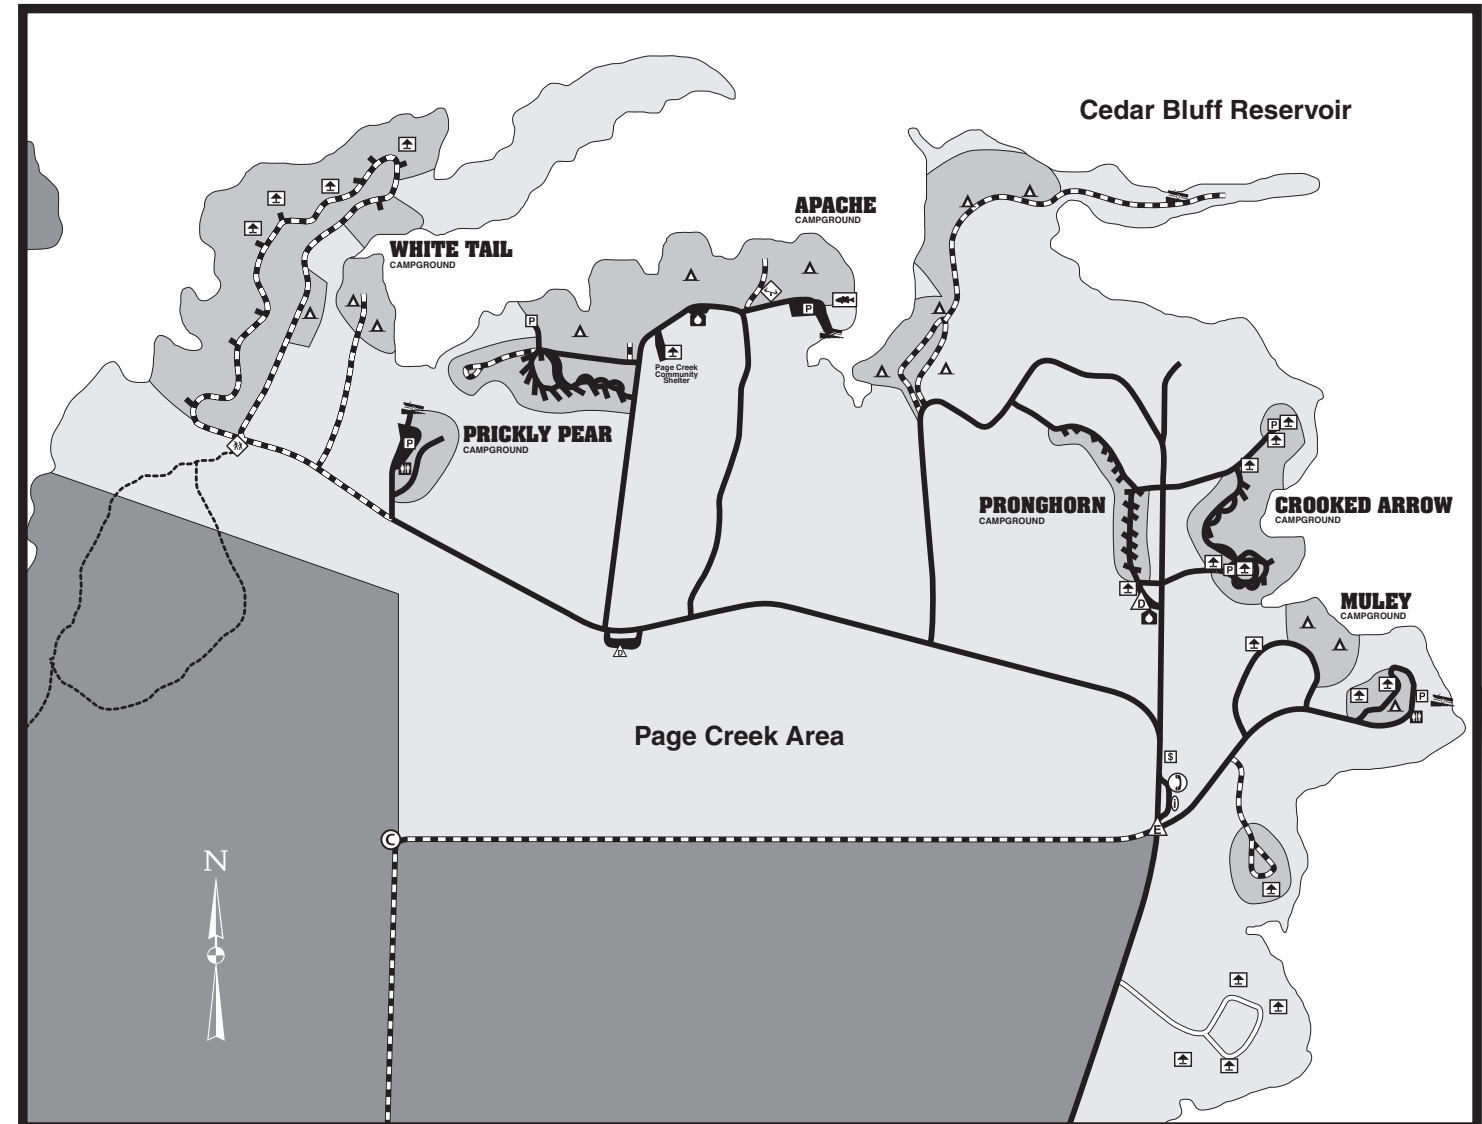 Cedar Bluff Reservoir
APACHE
CAMPGROUND
WHITE TAIL
CAMPGROUND
P
P
Page Creek
Community
Shelter
PRICKLY PEAR
CAMPGROUND
P
P
PRONGHORN
CAMPGROUND
CROOKED ARROW
CAMPGROUND
P
D
MULEY
CAMPGROUND
D
P
Page Creek Area
$
i
E
C
N